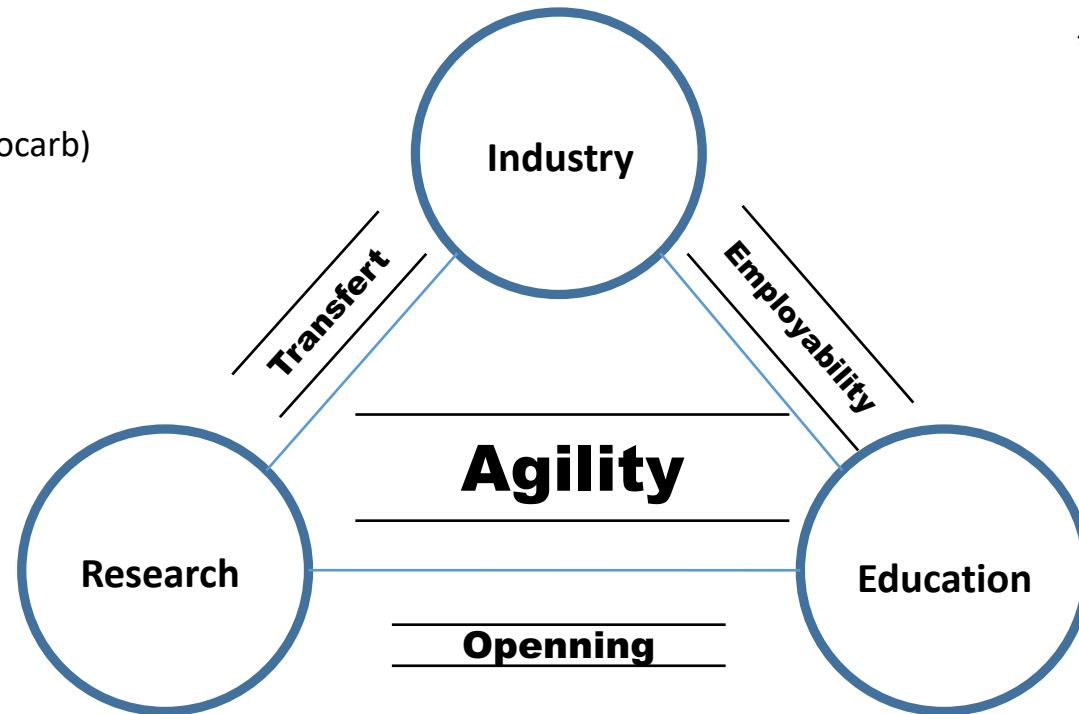 ocarb)
Industry
Transfert
Employability
Agility
Research
Education
Openning